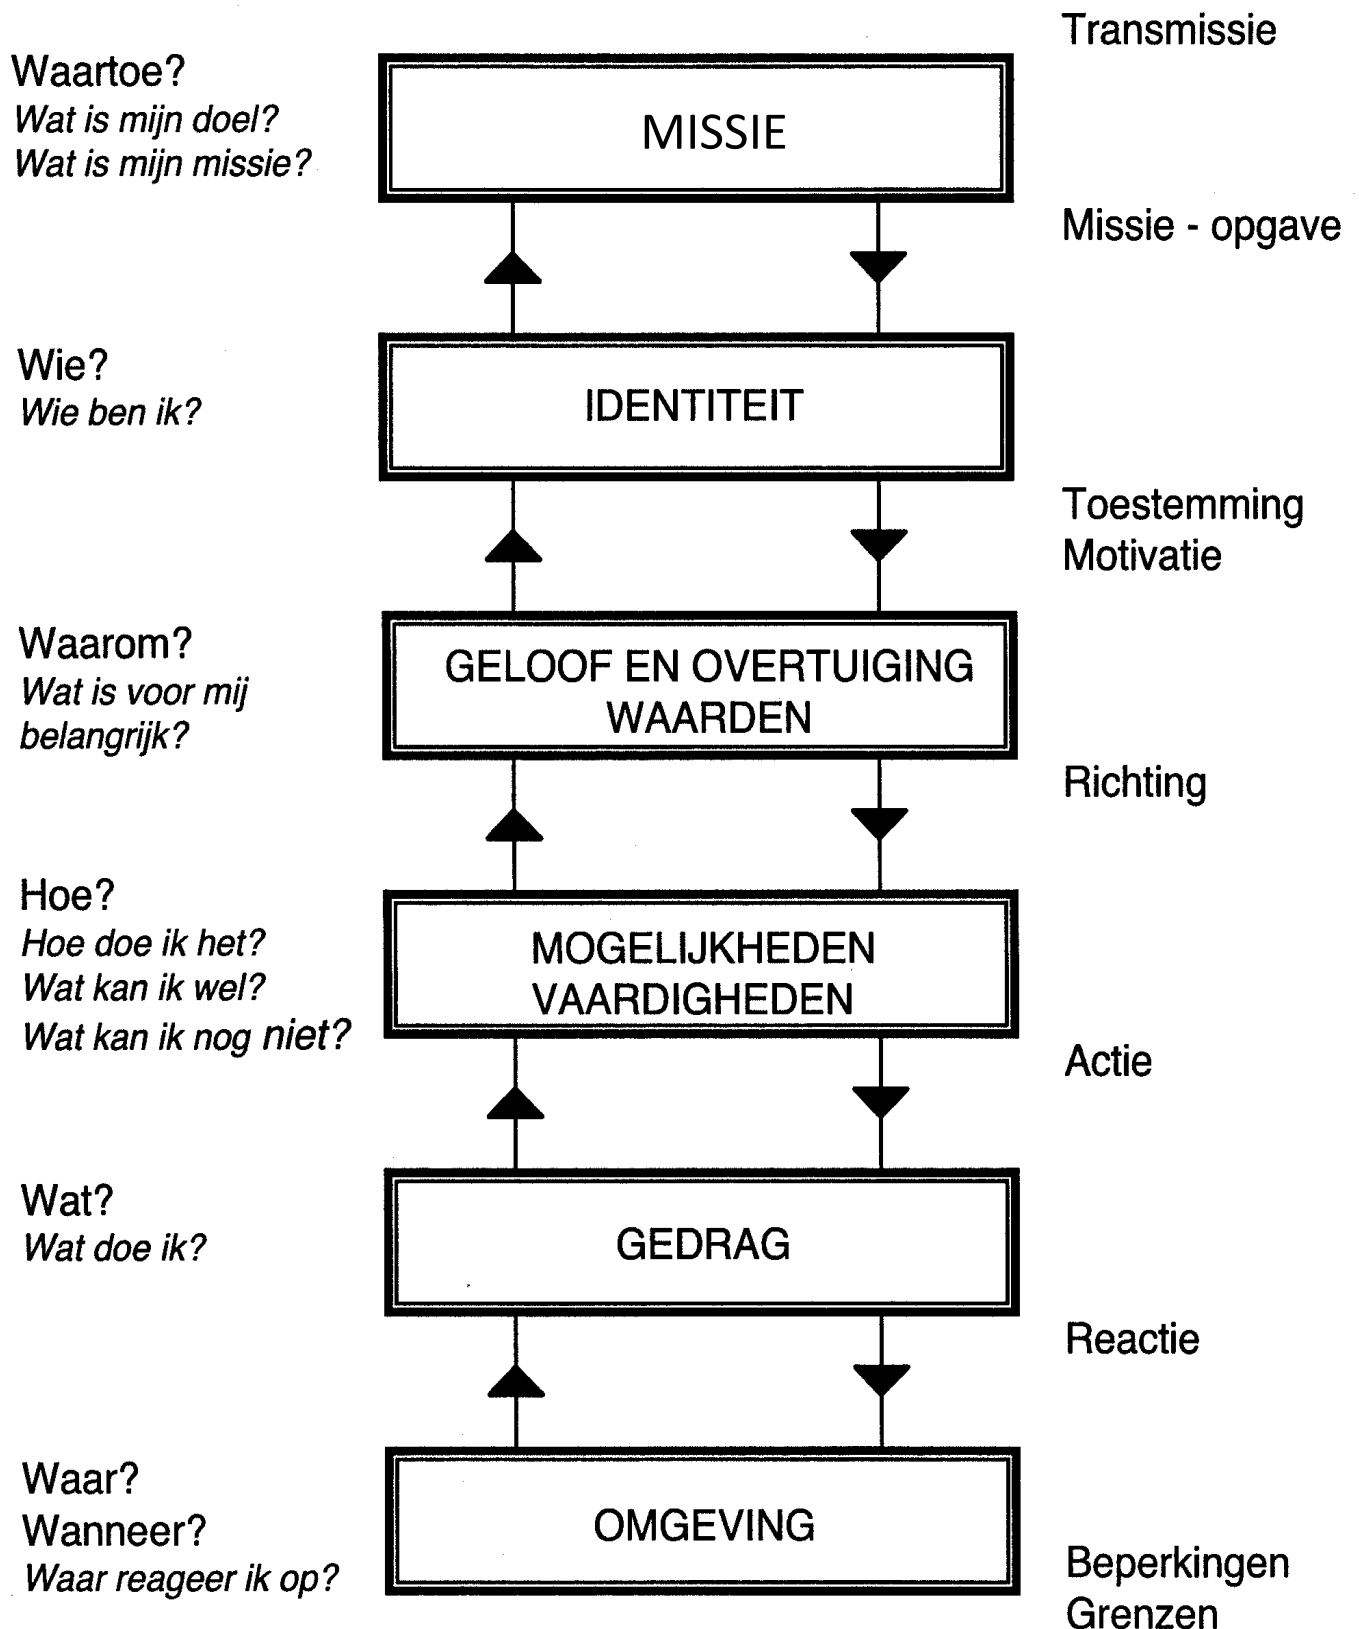 Transmissie
Waartoe?
Wat is mijn doel?
Wat is mijn missie?
MISSIE
Missie - opgave
Wie?
Wie ben ik?
IDENTITEIT
Toestemming
Motivatie
Waarom?
Wat is voor mij
belangrijk?
GELOOF EN OVERTUIGING
WAARDEN
Richting
Hoe?
Hoe doe ik het?
Wat kan ik wel?
Wat kan ik nog niet?
MOGELIJKHEDEN
VAARDIGHEDEN
Actie
Wat?
Wat doe ik?
GEDRAG
Reactie
Waar?
Wanneer?
Waar reageer ik op?
OMGEVING
Beperkingen
Grenzen